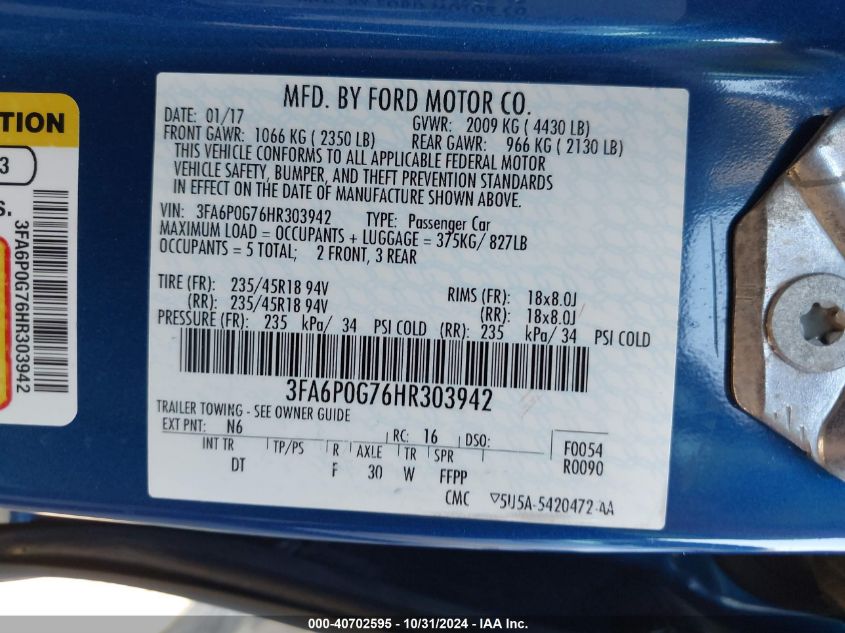 MFD. BY FORD MOTOR CO.
DATE: 01/17
GVWR: 2009 KG ( 4430 LB)
FRONT GAWR: 1066 KG ( 2350 LB)
REAR GAWR: 966 KG ( 2130 LB)
THIS VEHICLE CONFORMS TO ALL APPLICABLE FEDERAL MOTOR
VEHICLE SAFETY, BUMPER, AND THEFT PREVENTION STANDARDS
IN EFFECT ON THE DATE OF MANUFACTURE SHOWN ABOVE.
VIN: 3FA6P0G76HR303942 TYPE: Passenger Car
MAXIMUM LOAD = OCCUPANTS + LUGGAGE = 375KG/ 827LB
OCCUPANTS = 5 TOTAL; 2 FRONT, 3 REAR
TIRE (FR): 235/45R18 94V RIMS (FR): 18x8.0J
(RR): 235/45R18 94V (RR): 18x8.0J
PRESSURE (FR): 235 kPa/ 34 PSI COLD (RR): 235 kPa/ 34 PSI COLD
3FA6P0G76HR303942
TRAILER TOWING - SEE OWNER GUIDE
EXT PNT: N6 RC: 16 DSO: F0054
INT TR TP/PS R AXLE TR SPR R0090
DT F 30 W FFPP
CMC ▽5U5A-5420472-AA
TION
3
S.
3FA6P0G76HR303942
000-40702595 - 10/31/2024 - IAA Inc.